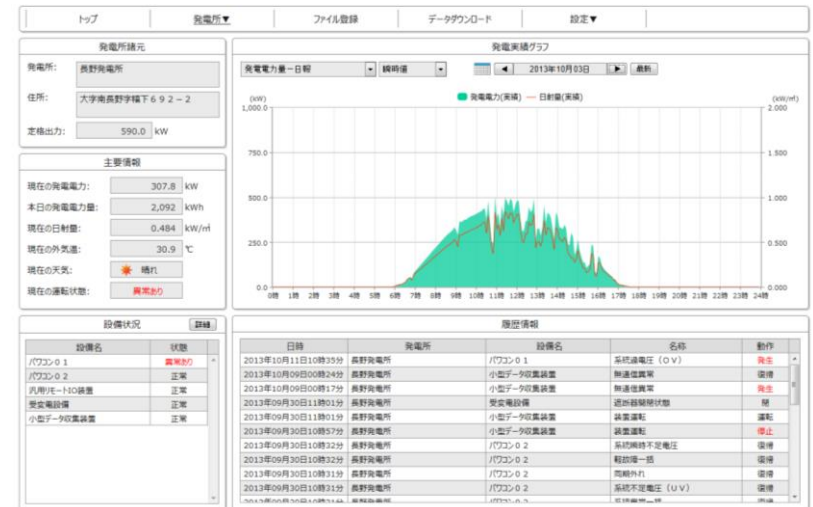 トップ 発電所▼ ファイル登録 データダウンロード 設定▼
発電所諸元
発電所: 長野発電所
住所: 大字南長野字幅下692-2
定格出力: 590.0 kW
主要情報
現在の発電電力: 307.8 kW
本日の発電電力量: 2,092 kWh
現在の日射量: 0.484 kW/㎡
現在の外気温: 30.9 ℃
現在の天気: 晴れ
現在の運転状態: 異常あり
発電実績グラフ
発電電力量-日報 瞬時値 2013年10月03日 最新
(kW) 発電電力(実績) 日射量(実績) (kW/㎡)
1,000.0 2.000
750.0 1.500
500.0 1.000
250.0 0.500
0.0 0.000
0時 1時 2時 3時 4時 5時 6時 7時 8時 9時 10時 11時 12時 13時 14時 15時 16時 17時 18時 19時 20時 21時 22時 23時 24時
設備状況 詳細
設備名 状態
パワコン01 異常あり
パワコン02 正常
汎用リモートIO装置 正常
受変電設備 正常
小型データ収集装置 正常
履歴情報
日時 発電所 設備名 名称 動作
2013年10月11日10時35分 長野発電所 パワコン01 系統過電圧(OV) 発生
2013年10月09日00時24分 長野発電所 小型データ収集装置 無通信異常 復帰
2013年10月09日00時17分 長野発電所 小型データ収集装置 無通信異常 発生
2013年09月30日11時01分 長野発電所 受変電設備 遮断器開閉状態 閉
2013年09月30日11時01分 長野発電所 小型データ収集装置 装置運転 運転
2013年09月30日10時57分 長野発電所 小型データ収集装置 装置運転 停止
2013年09月30日10時32分 長野発電所 パワコン02 系統瞬時不足電圧 復帰
2013年09月30日10時32分 長野発電所 パワコン02 軽故障一括 復帰
2013年09月30日10時31分 長野発電所 パワコン02 同期外れ 復帰
2013年09月30日10時31分 長野発電所 パワコン02 系統不足電圧(UV) 復帰